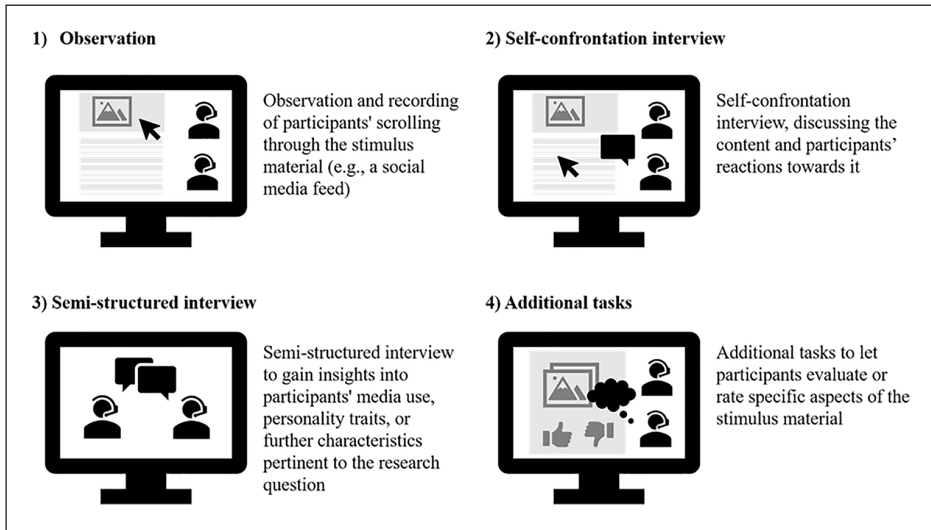 1) Observation
Observation and recording
of participants' scrolling
through the stimulus
material (e.g., a social
media feed)
2) Self-confrontation interview
Self-confrontation
interview, discussing the
content and participants’
reactions towards it
3) Semi-structured interview
Semi-structured interview
to gain insights into
participants' media use,
personality traits, or
further characteristics
pertinent to the research
question
4) Additional tasks
Additional tasks to let
participants evaluate or
rate specific aspects of the
stimulus material